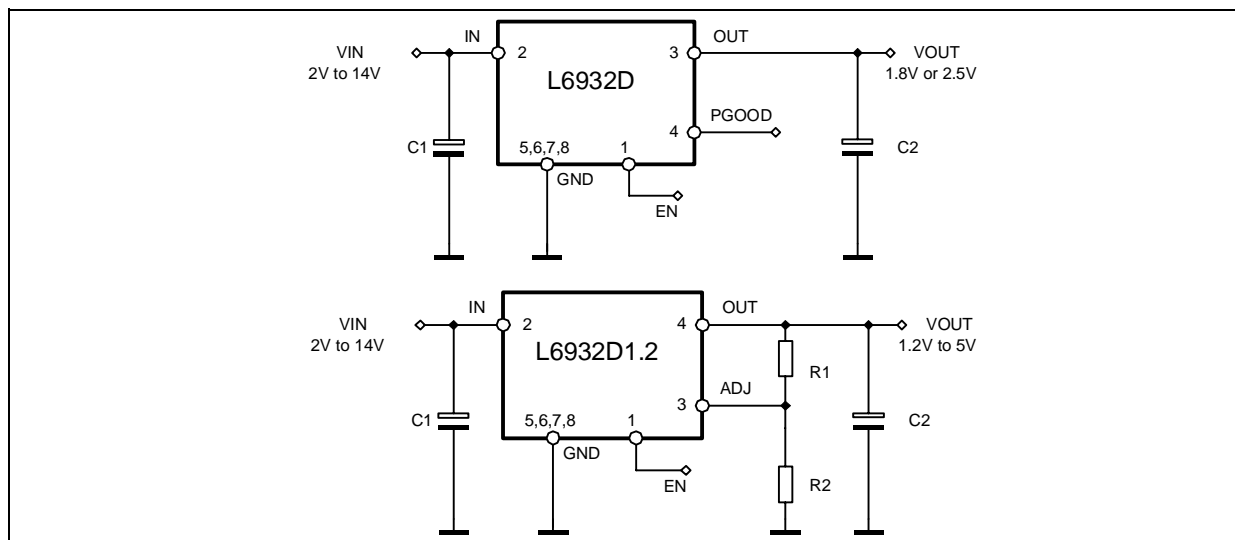 IN
OUT
VIN
2
3
VOUT
2V to 14V
L6932D
1.8V or 2.5V
PGOOD
4
C1
5,6,7,8
1
C2
GND
EN
IN
OUT
VIN
2
4
VOUT
2V to 14V
L6932D1.2
1.2V to 5V
R1
ADJ
3
C1
5,6,7,8
1
C2
GND
EN
R2